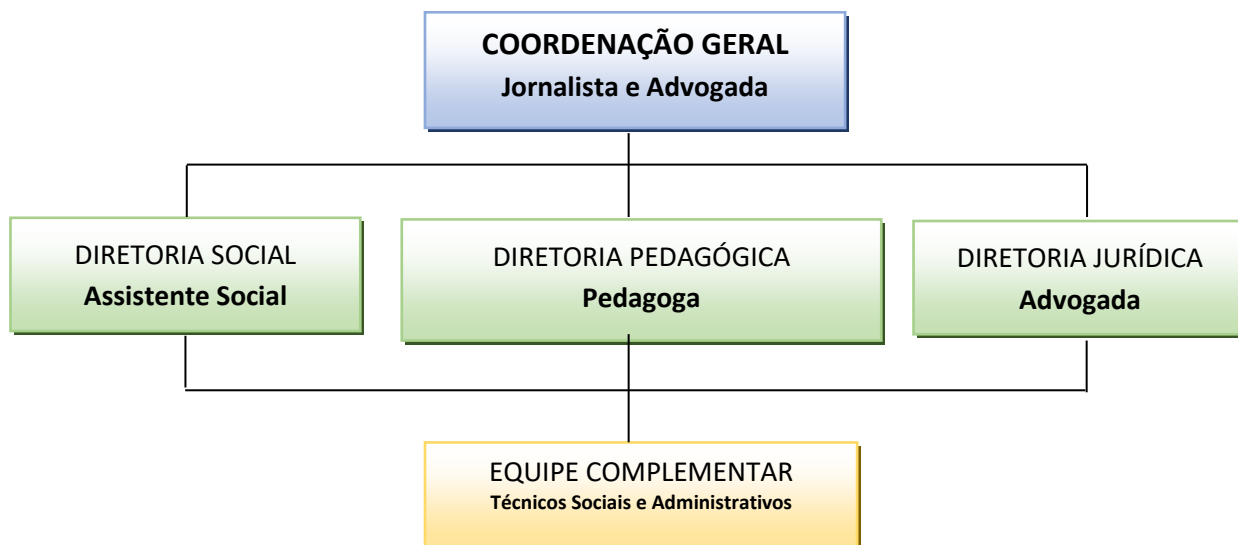 COORDENAÇÃO GERAL
Jornalista e Advogada
DIRETORIA SOCIAL
Assistente Social
DIRETORIA PEDAGÓGICA
Pedagoga
DIRETORIA JURÍDICA
Advogada
EQUIPE COMPLEMENTAR
Técnicos Sociais e Administrativos